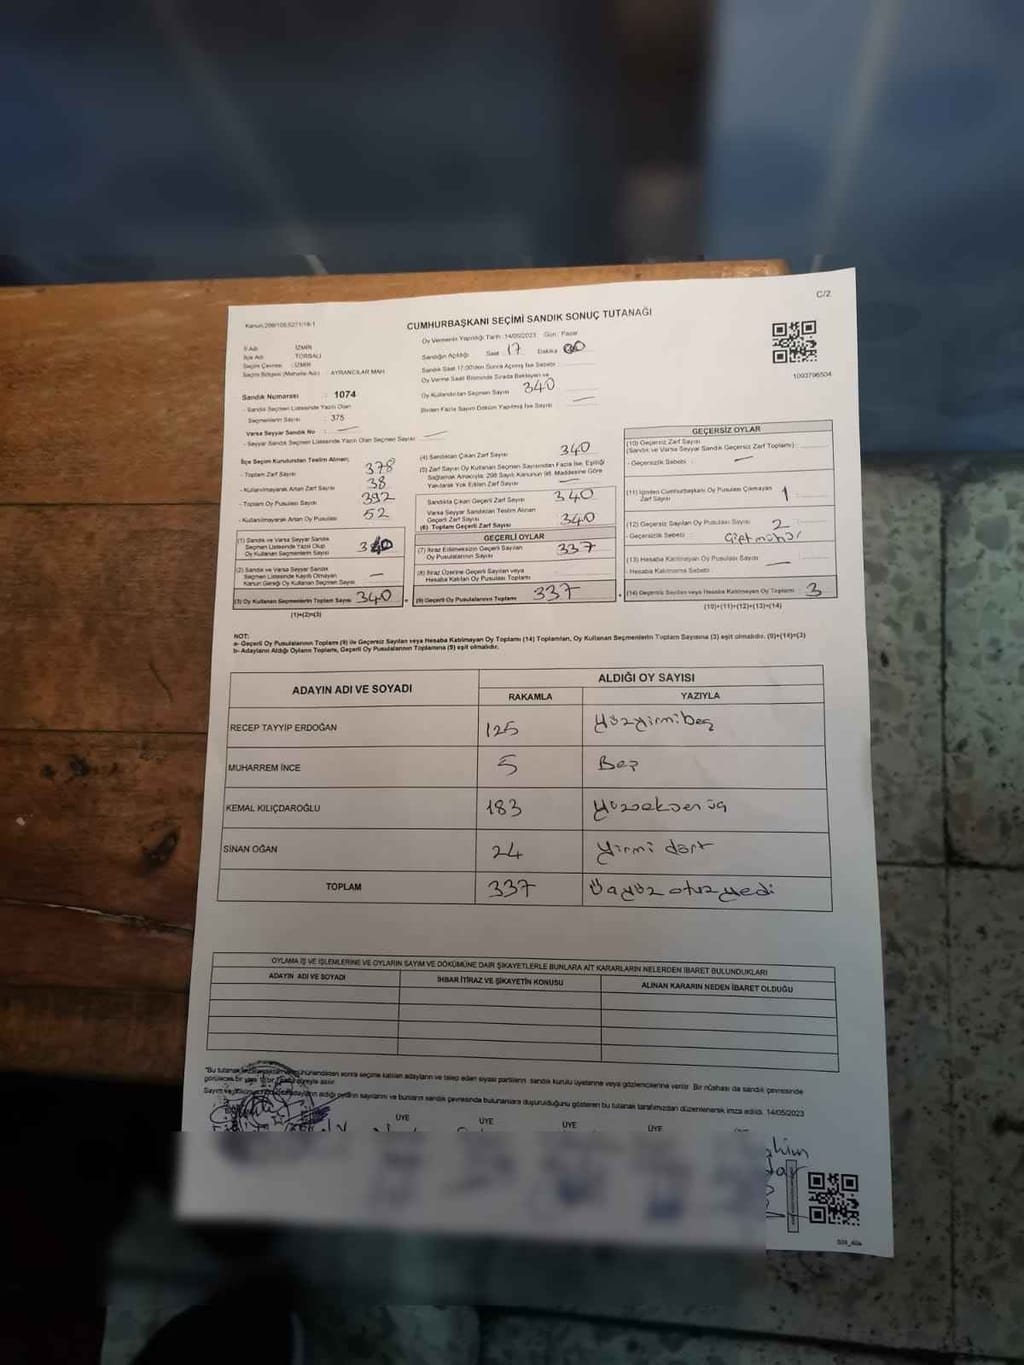 C/2
Kanun:298/105,5271/16-1
CUMHURBAŞKANI SEÇİMİ SANDIK SONUÇ TUTANAĞI
Oy Vermenin Yapıldığı Tarih :14/05/2023 Gün : Pazar
İl Adı : İZMİR
İlçe Adı : TORBALI
Seçim Çevresi : İZMİR
Seçim Bölgesi (Mahalle Adı) : AYRANCILAR MAH
Sandığın Açıldığı Saat 17 Dakika 00
Sandık Saat 17:00'den Sonra Açılmış İse Sebebi :
Oy Verme Saati Bitiminde Sırada Bekleyen ve
Oy Kullandırılan Seçmen Sayısı 340
Birden Fazla Sayım Döküm Yapılmış İse Sayısı
1093796504
Sandık Numarası : 1074
- Sandık Seçmen Listesinde Yazılı Olan
Seçmenlerin Sayısı : 375
Varsa Seyyar Sandık No :
- Seyyar Sandık Seçmen Listesinde Yazılı Olan Seçmen Sayısı
İlçe Seçim Kurulundan Teslim Alınan;
- Toplam Zarf Sayısı 378
- Kullanılmayarak Artan Zarf Sayısı 38
- Toplam Oy Pusulası Sayısı 392
- Kullanılmayarak Artan Oy Pusulası 52
(1) Sandık ve Varsa Seyyar Sandık
Seçmen Listesinde Yazılı Olup
Oy Kullanan Seçmenlerin Sayısı 340
(2) Sandık ve Varsa Seyyar Sandık
Seçmen Listesinde Kayıtlı Olmayan
Kanun Gereği Oy Kullanan Seçmen Sayısı
(3) Oy Kullanan Seçmenlerin Toplam Sayısı 340
(1)+(2)=(3)
(4) Sandıktan Çıkan Zarf Sayısı 340
(5) Zarf Sayısı Oy Kullanan Seçmen Sayısından Fazla İse, Eşitliği
Sağlamak Amacıyla; 298 Sayılı Kanunun 98. Maddesine Göre
Yakılarak Yok Edilen Zarf Sayısı
Sandıkta Çıkan Geçerli Zarf Sayısı 340
Varsa Seyyar Sandıktan Teslim Alınan
Geçerli Zarf Sayısı
(6) Toplam Geçerli Zarf Sayısı 340
GEÇERLİ OYLAR
(7) İtiraz Edilmeksizin Geçerli Sayılan
Oy Pusulalarının Sayısı 337
(8) İtiraz Üzerine Geçerli Sayılan veya
Hesaba Katılan Oy Pusulası Toplamı
(9) Geçerli Oy Pusulalarının Toplamı 337
GEÇERSİZ OYLAR
(10) Geçersiz Zarf Sayısı
(Sandık ve Varsa Seyyar Sandık Geçersiz Zarf Toplamı) :
- Geçersizlik Sebebi :
(11) İçinden Cumhurbaşkanı Oy Pusulası Çıkmayan
Zarf Sayısı 1
(12) Geçersiz Sayılan Oy Pusulası Sayısı 2
- Geçersizlik Sebebi : Çift mühür
(13) Hesaba Katılmayan Oy Pusulası Sayısı
- Hesaba Katılmama Sebebi
(14) Geçersiz Sayılan veya Hesaba Katılmayan Oy Toplamı : 3
(10)+(11)+(12)+(13)=(14)
NOT:
a- Geçerli Oy Pusulalarının Toplamı (9) ile Geçersiz Sayılan veya Hesaba Katılmayan Oy Toplamı (14) Toplamları, Oy Kullanan Seçmenlerin Toplam Sayısına (3) eşit olmalıdır. (9)+(14)=(3)
b- Adayların Aldığı Oyların Toplamı, Geçerli Oy Pusulalarının Toplamına (9) eşit olmalıdır.
ADAYIN ADI VE SOYADI ALDIĞI OY SAYISI
RAKAMLA YAZIYLA
RECEP TAYYİP ERDOĞAN 125 Yüzyirmibeş
MUHARREM İNCE 5 Beş
KEMAL KILIÇDAROĞLU 183 Yüzseksenüç
SİNAN OĞAN 24 Yirmi dört
TOPLAM 337 Üçyüz otuzyedi
OYLAMA İŞ VE İŞLEMLERİNE VE OYLARIN SAYIM VE DÖKÜMÜNE DAİR ŞİKAYETLERLE BUNLARA AİT KARARLARIN NELERDEN İBARET BULUNDUKLARI
ADAYIN ADI VE SOYADI İHBAR İTİRAZ VE ŞİKAYETİN KONUSU ALINAN KARARIN NEDEN İBARET OLDUĞU
"Bu tutanak sonra seçime katılan adayların ve talep eden siyasi partilerin sandık kurulu üyelerine veya gözlemcilerine verilir. Bir nüshası da sandık çevresinde
görülecek bir yere bir süreyle asılır.
Sayım ve adayların aldığı oyların sayılarını ve bunların sandık çevresinde bulunanlara duyurulduğunu gösteren bu tutanak tarafımızdan düzenlenerek imza edildi. 14/05/2023
ÜYE ÜYE ÜYE ÜYE